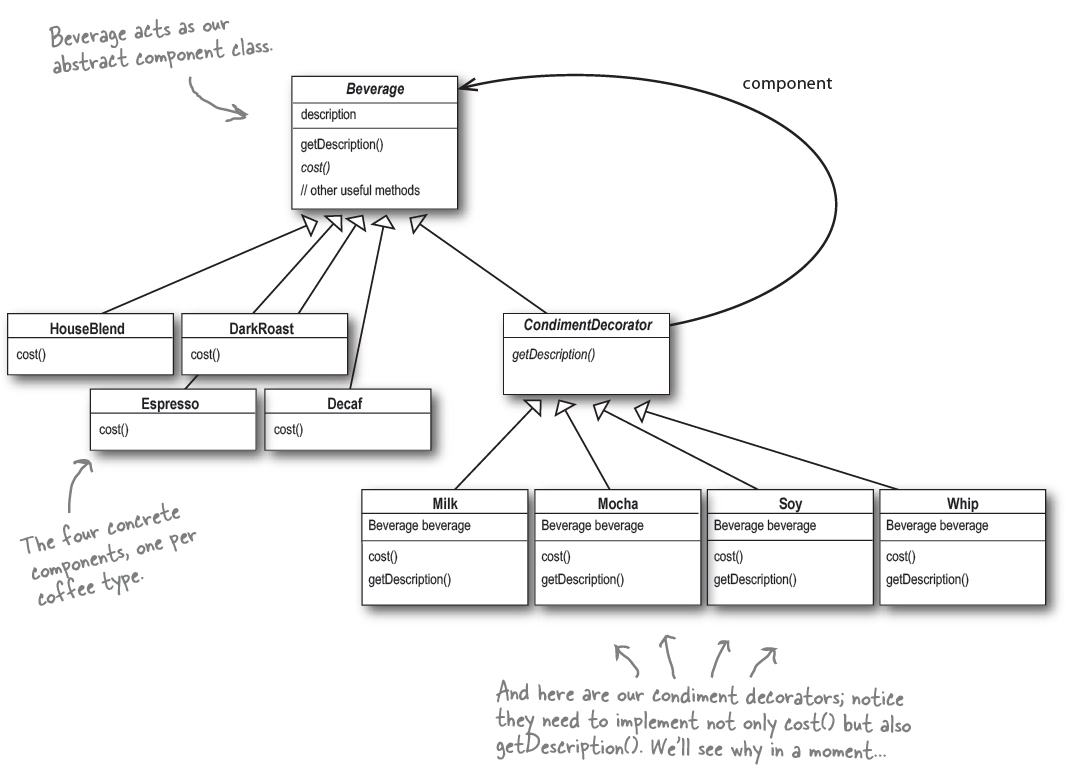 Beverage acts as our
abstract component class.
component
Beverage
description
getDescription()
cost()
// other useful methods
HouseBlend
cost()
DarkRoast
cost()
CondimentDecorator
getDescription()
Espresso
cost()
Decaf
cost()
The four concrete
components, one per
coffee type.
Milk
Beverage beverage
cost()
getDescription()
Mocha
Beverage beverage
cost()
getDescription()
Soy
Beverage beverage
cost()
getDescription()
Whip
Beverage beverage
cost()
getDescription()
And here are our condiment decorators; notice
they need to implement not only cost() but also
getDescription(). We'll see why in a moment...